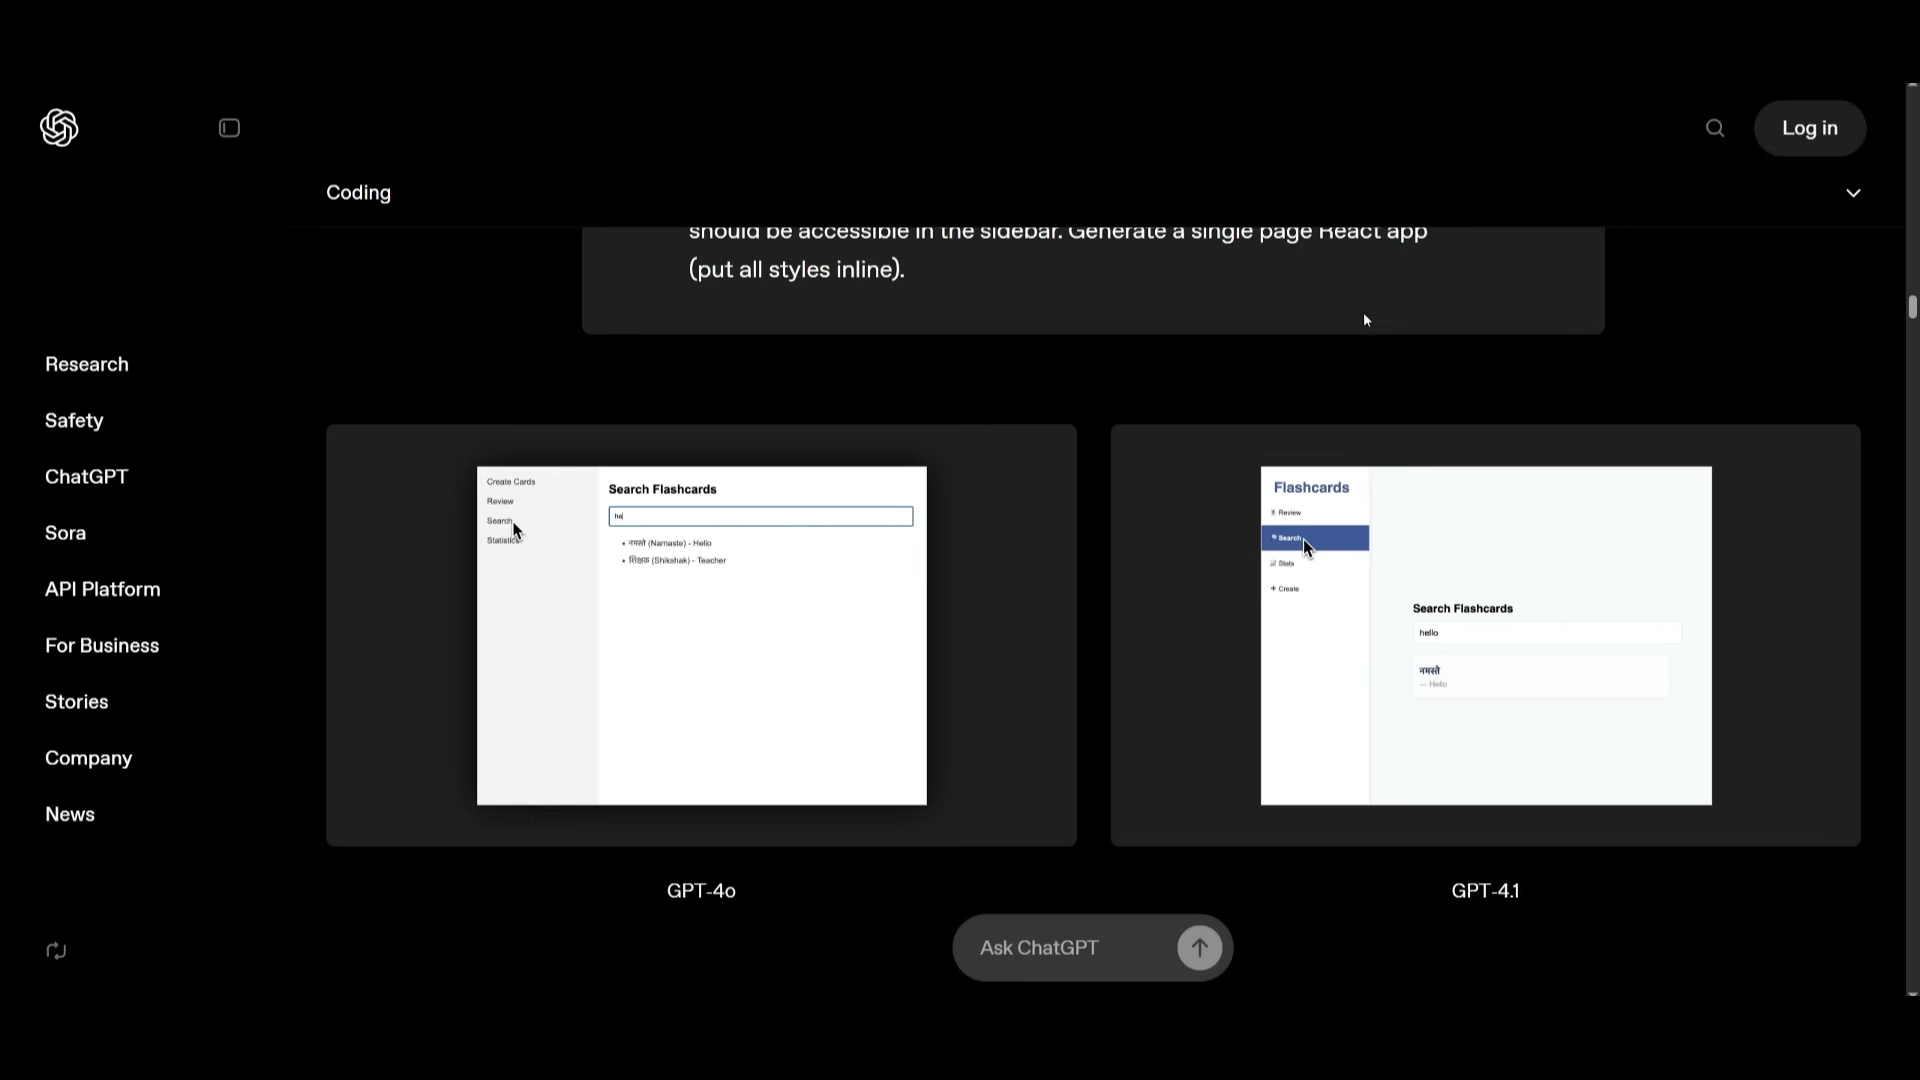 Log in
Coding
should be accessible in the sidebar. Generate a single page React app
(put all styles inline).
Research
Safety
ChatGPT
Sora
API Platform
For Business
Stories
Company
News
Create Cards
Review
Search
Statistics
Search Flashcards
he
नमस्ते (Namaste) - Hello
शिक्षक (Shikshak) - Teacher
GPT-4o
Flashcards
Review
Search
Stats
+ Create
Search Flashcards
hello
नमस्ते
— Hello
GPT-4.1
Ask ChatGPT